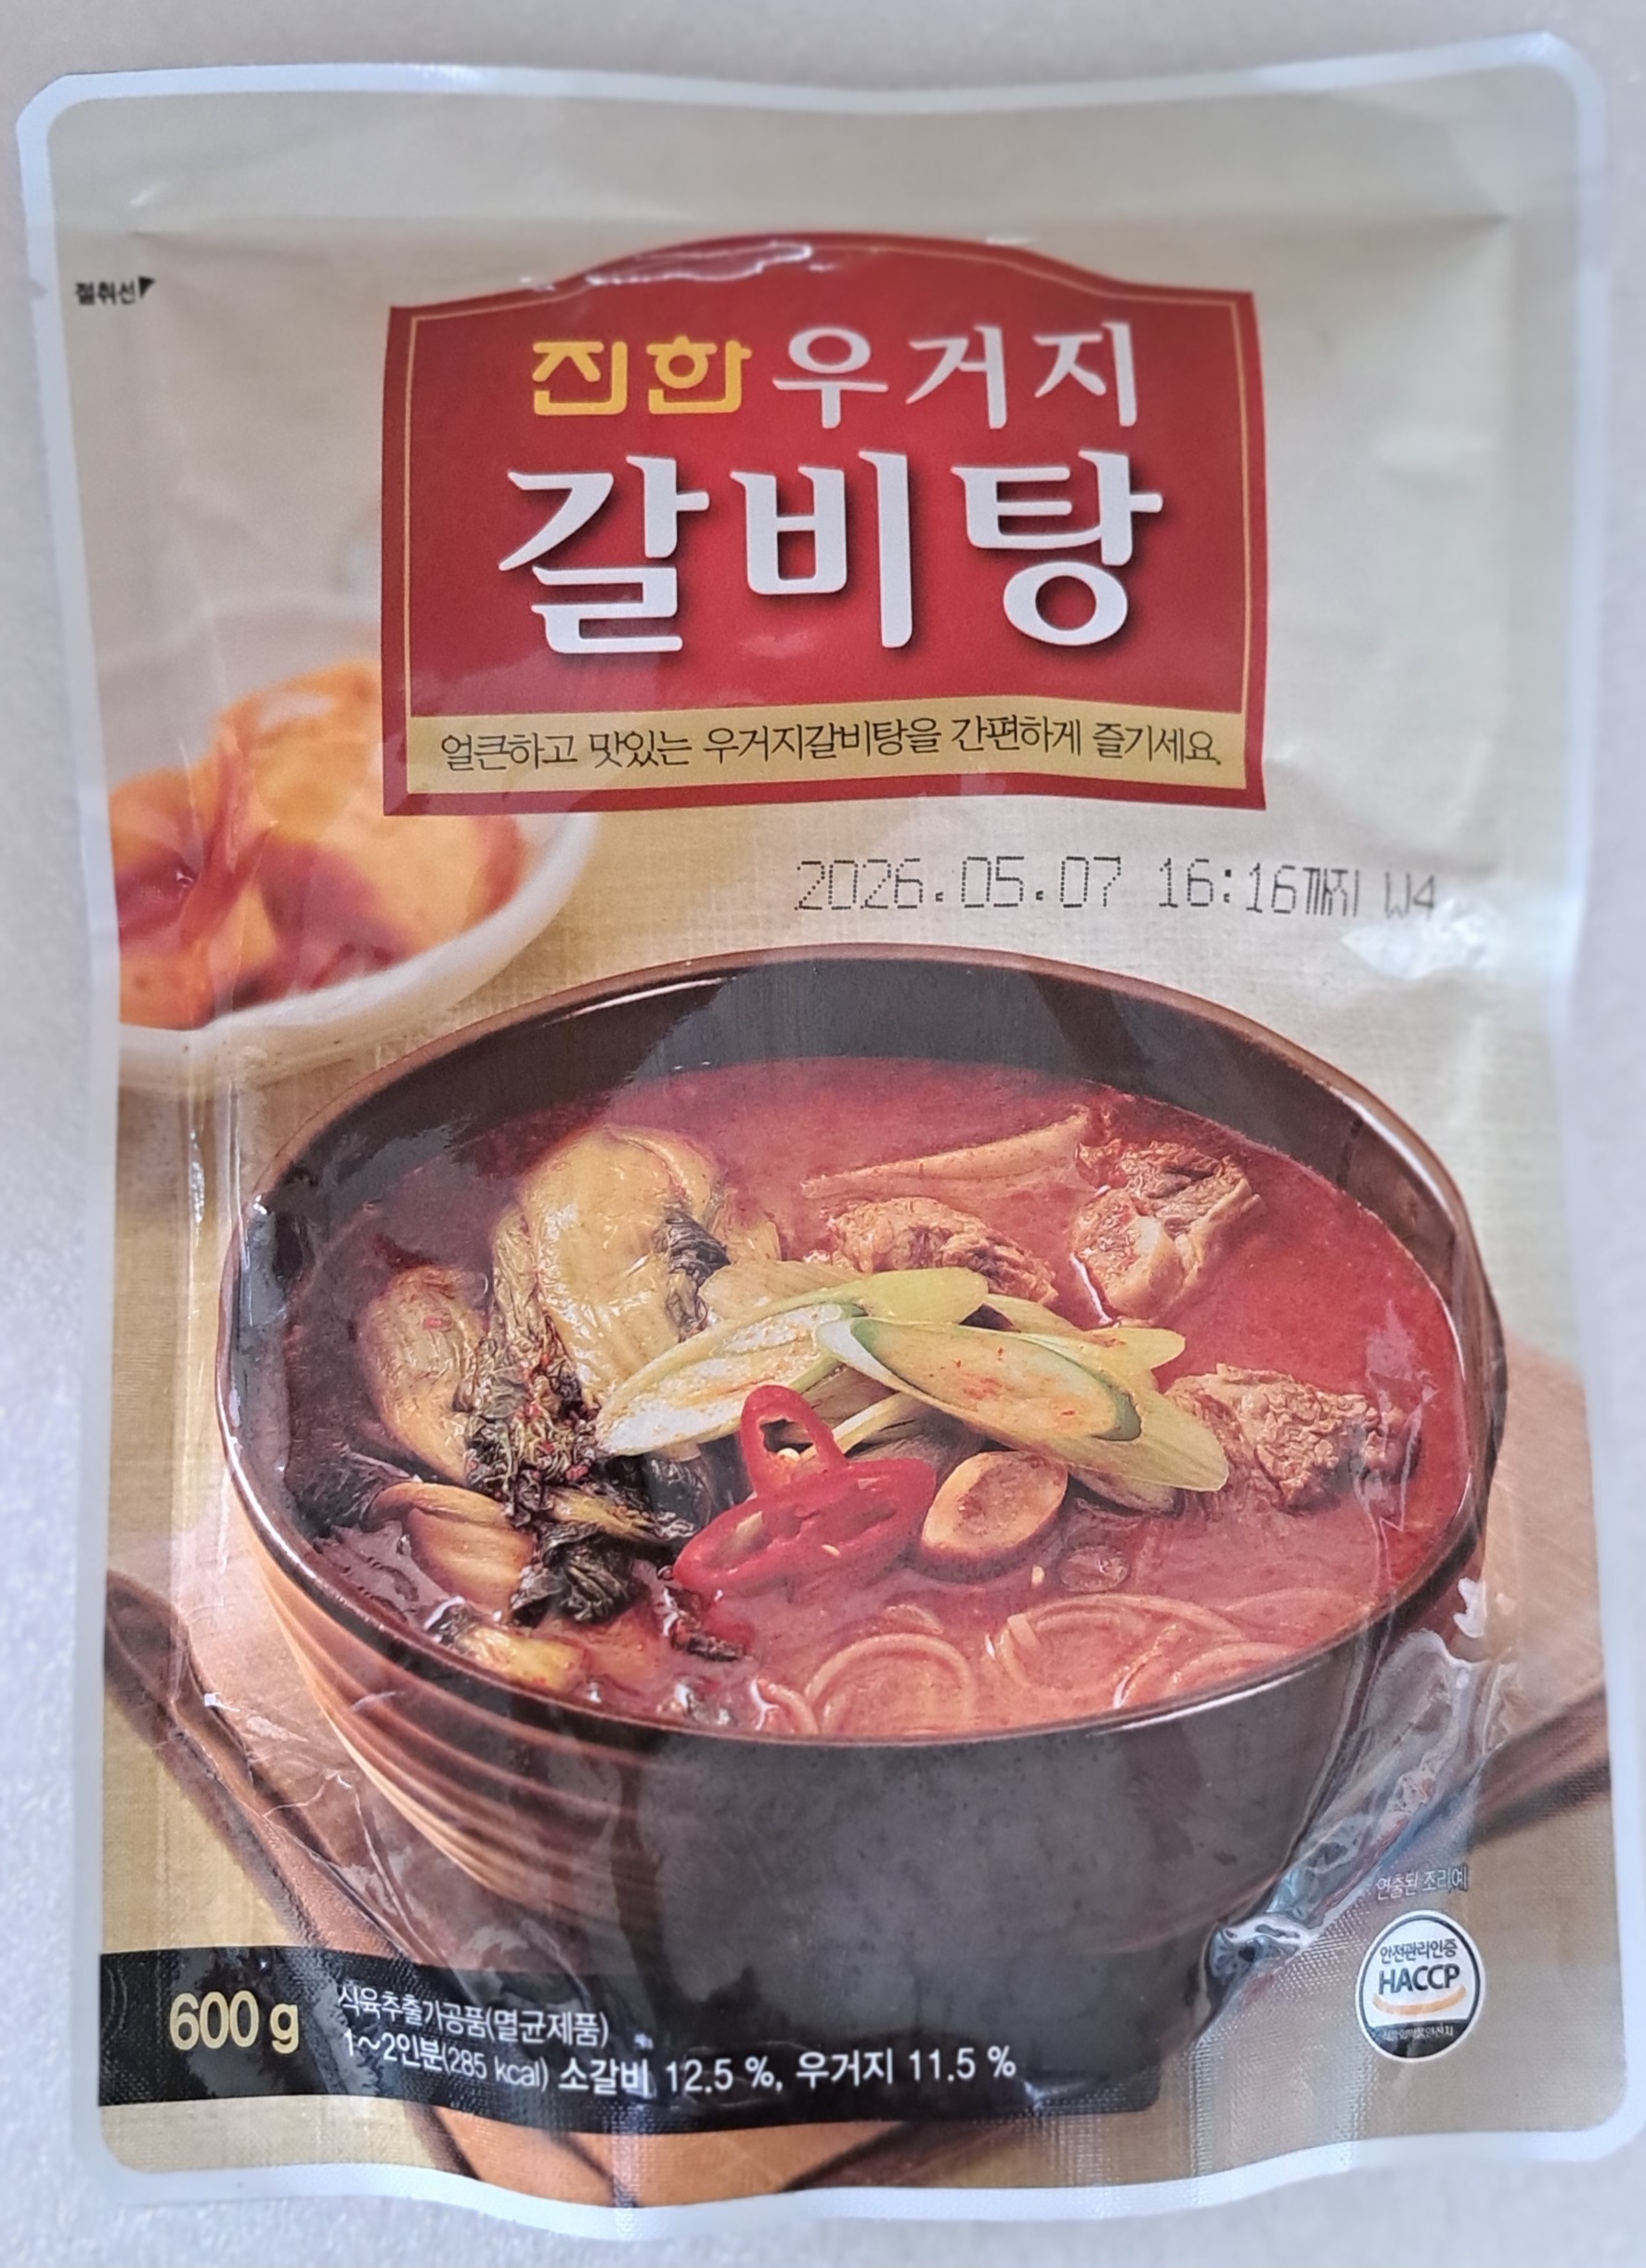 절취선
진한 우거지
갈비탕
얼큰하고 맛있는 우거지갈비탕을 간편하게 즐기세요.
2026.05.07 16:16까지 W4
연출된 조리예
안전관리인증
HACCP
600 g
식육추출가공품(멸균제품)
1~2인분(285 kcal) 소갈비 12.5 %, 우거지 11.5 %